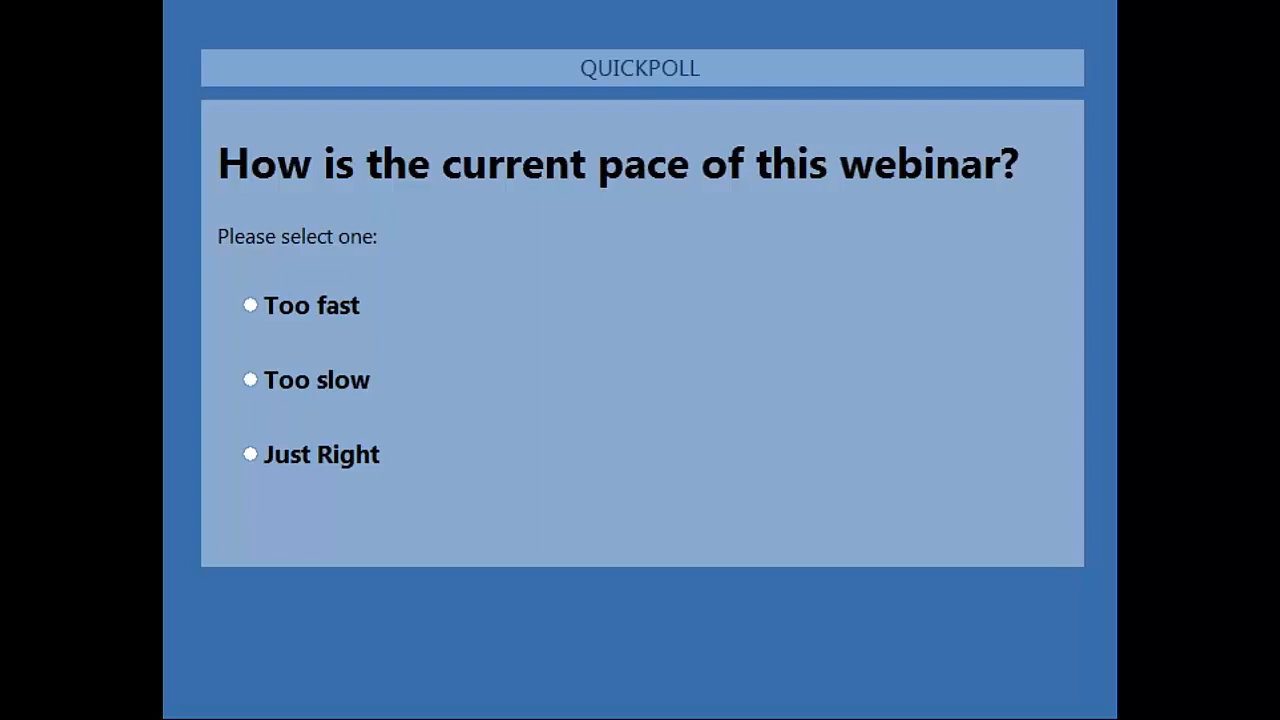 QUICKPOLL
How is the current pace of this webinar?
Please select one:
Too fast
Too slow
Just Right